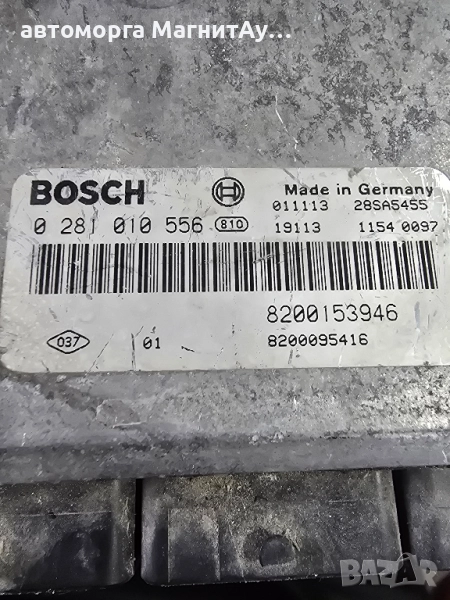 автоморга МагнитАу...
BOSCH
Made in Germany
011113 28SA5455
0 281 010 556 810 19113 1154 0097
8200153946
037 01 8200095416
BAZAR